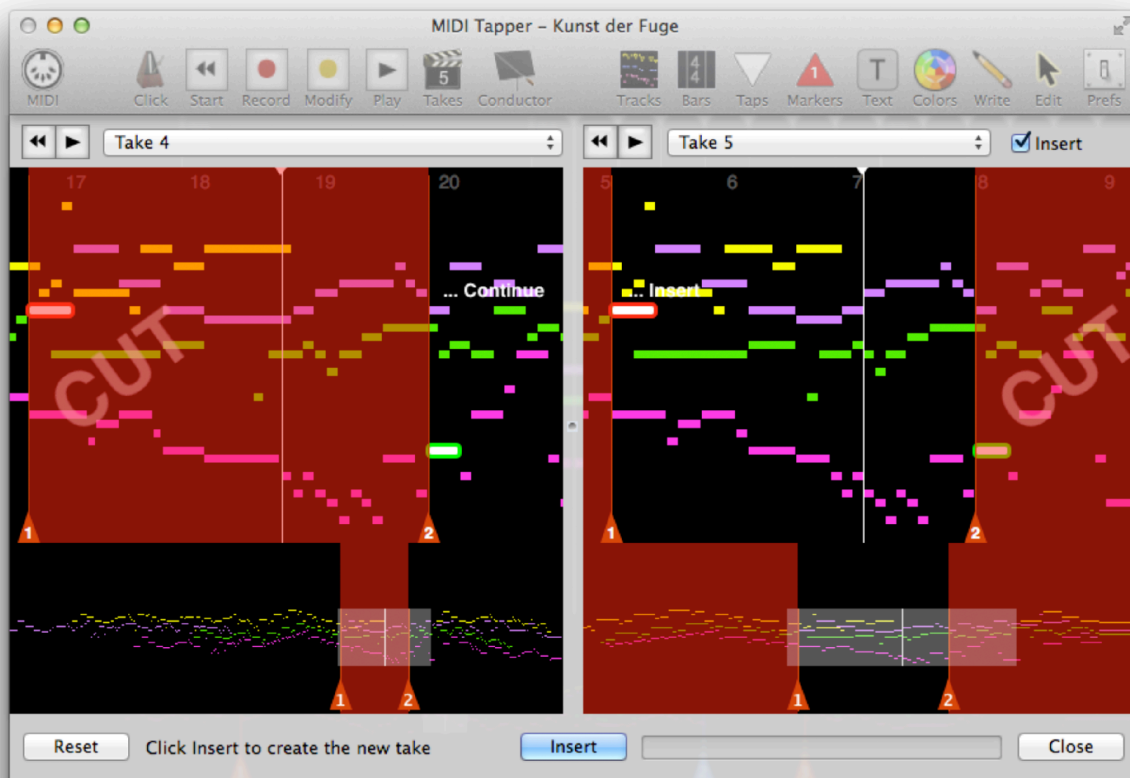 MIDI Tapper – Kunst der Fuge
5 4 4 1 T
MIDI Click Start Record Modify Play Takes Conductor Tracks Bars Taps Markers Text Colors Write Edit Prefs
Take 4 Take 5 Insert
17 18 19 20 5 6 7 8 9
... Continue ... Insert
CUT CUT
1 2 1 2
1 2 1 2
Reset Click Insert to create the new take Insert Close